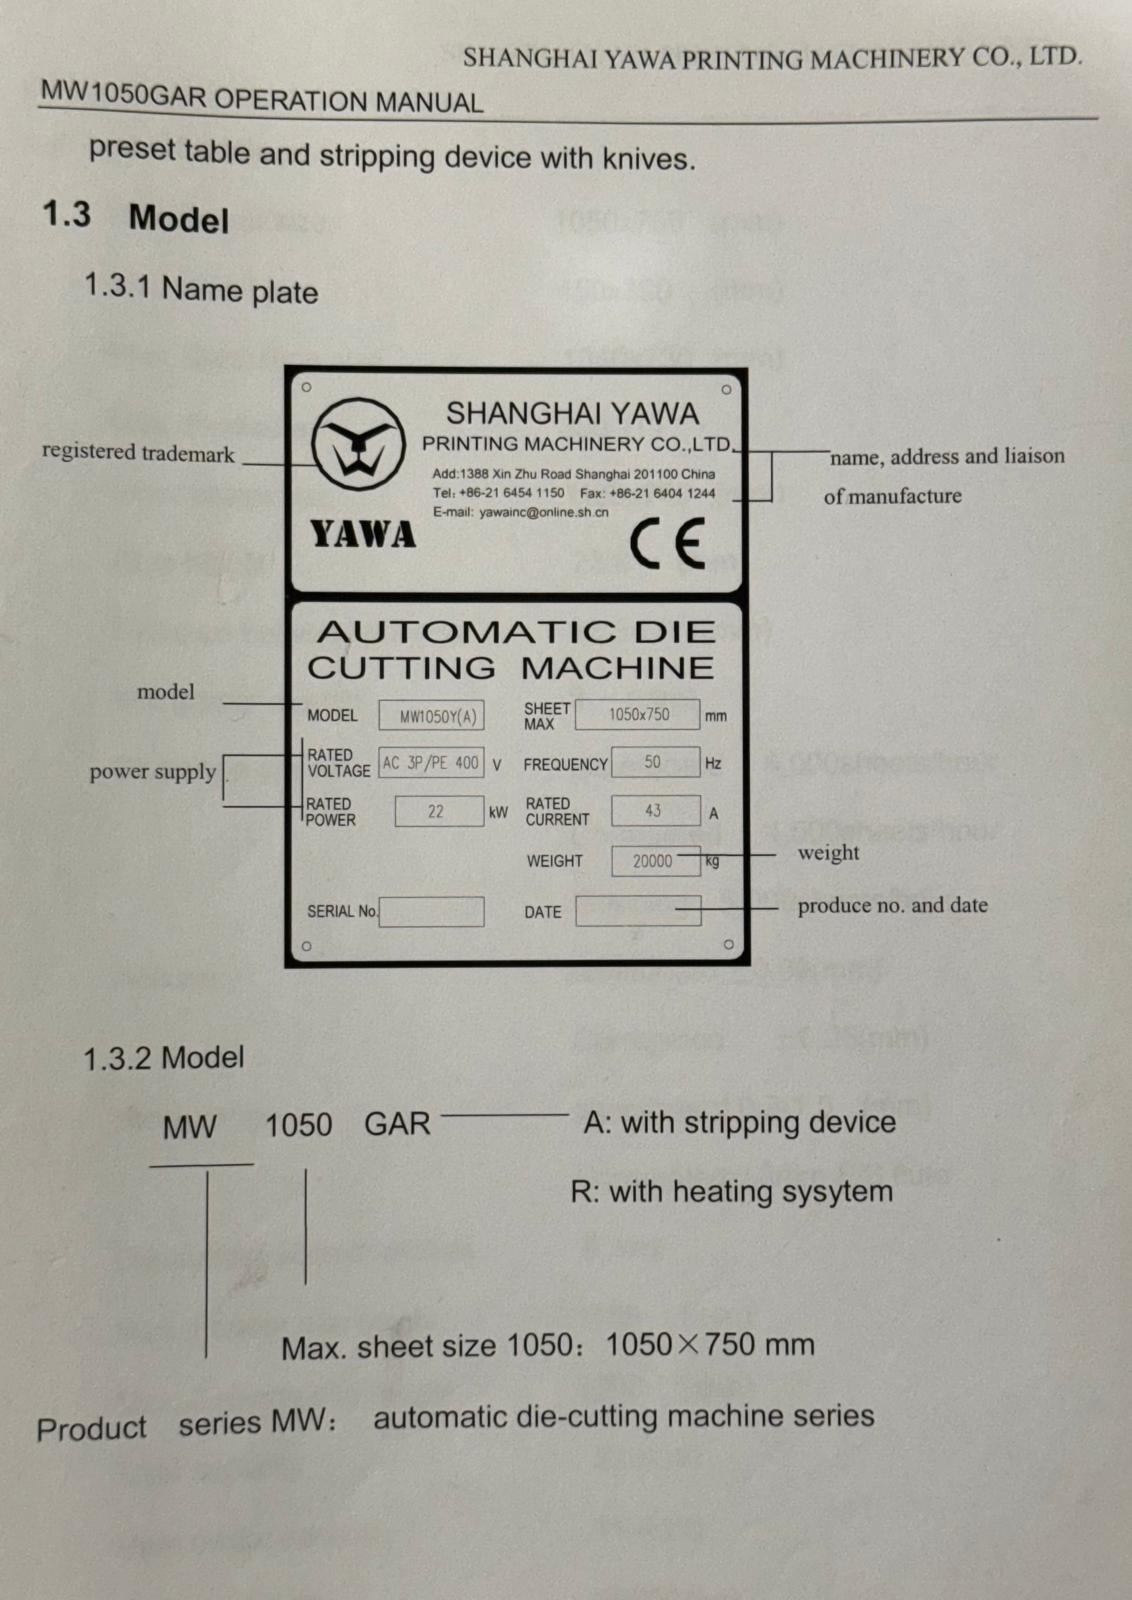 SHANGHAI YAWA PRINTING MACHINERY CO., LTD.
MW1050GAR OPERATION MANUAL
preset table and stripping device with knives.
1.3 Model
1.3.1 Name plate
registered trademark
YAWA
SHANGHAI YAWA
PRINTING MACHINERY CO.,LTD.
Add:1388 Xin Zhu Road Shanghai 201100 China
Tel: +86-21 6454 1150 Fax: +86-21 6404 1244
E-mail: yawainc@online.sh.cn
CE
name, address and liaison
of manufacture
AUTOMATIC DIE
CUTTING MACHINE
model
MODEL MW1050Y(A) SHEET MAX 1050x750 mm
power supply
RATED VOLTAGE AC 3P/PE 400 V FREQUENCY 50 Hz
RATED POWER 22 kW RATED CURRENT 43 A
WEIGHT 20000 kg
weight
SERIAL No. DATE
produce no. and date
1.3.2 Model
MW 1050 GAR A: with stripping device
R: with heating sysytem
Max. sheet size 1050: 1050×750 mm
Product series MW: automatic die-cutting machine series